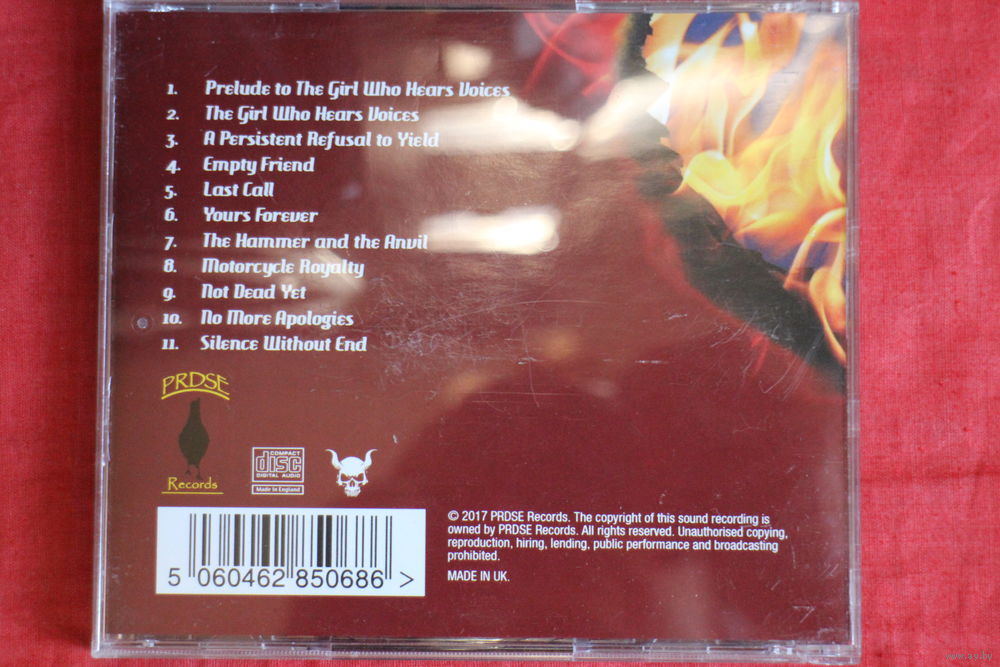 1. Prelude to The Girl Who Hears Voices
2. The Girl Who Hears Voices
3. A Persistent Refusal to Yield
4. Empty Friend
5. Last Call
6. Yours Forever
7. The Hammer and the Anvil
8. Motorcycle Royalty
9. Not Dead Yet
10. No More Apologies
11. Silence Without End
PRDSE
Records
COMPACT
disc
DIGITAL AUDIO
Made in England
5 060462 850686 >
© 2017 PRDSE Records. The copyright of this sound recording is
owned by PRDSE Records. All rights reserved. Unauthorised copying,
reproduction, hiring, lending, public performance and broadcasting
prohibited.
MADE IN UK.
www.ay.by